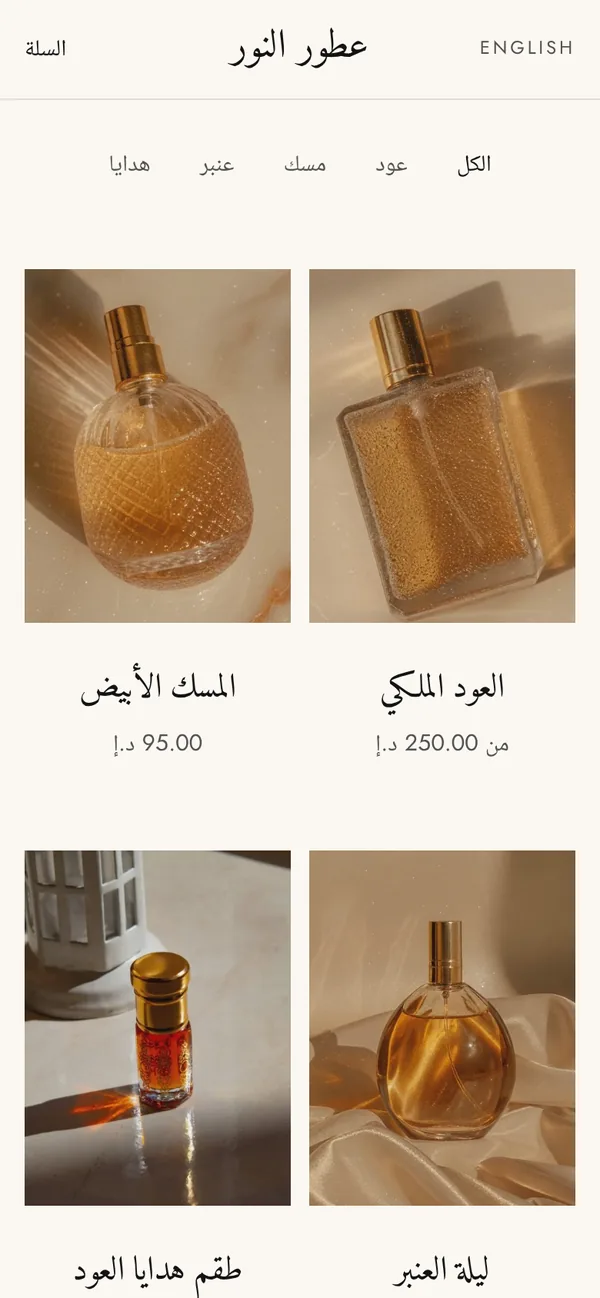 ENGLISH
عطور النور
السلة
الكل
عود
مسك
عنبر
هدايا
العود الملكي
من 250.00 د.إ
المسك الأبيض
95.00 د.إ
ليلة العنبر
طقم هدايا العود